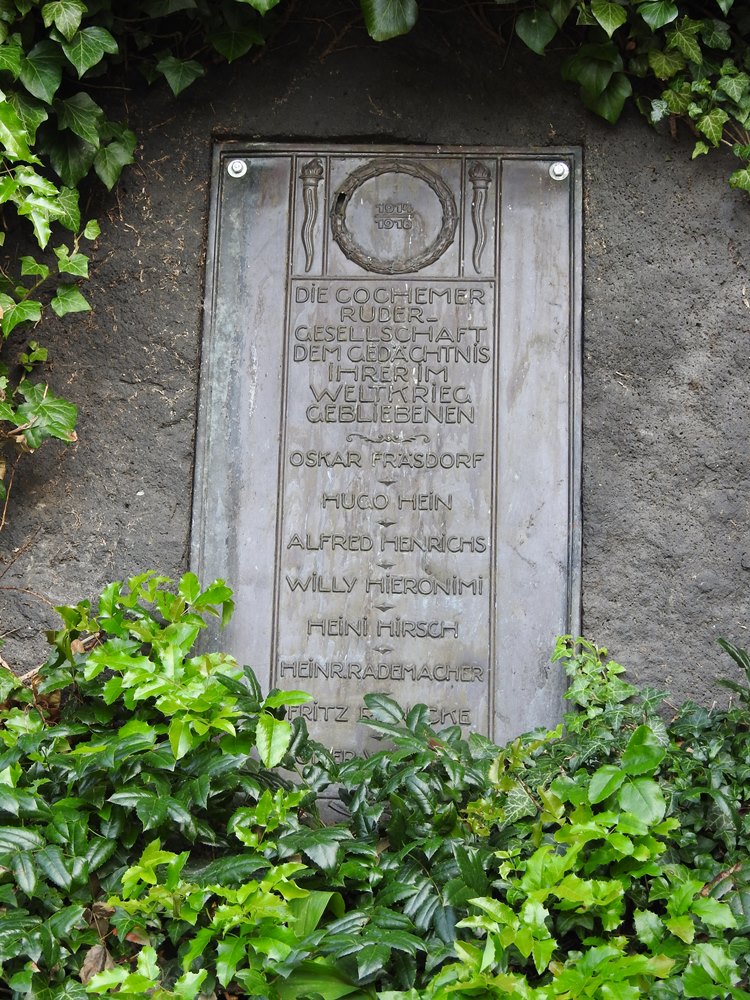 1914
1918
DIE COCHEMER
RUDER-
GESELLSCHAFT
DEM GEDÄCHTNIS
IHRER IM
WELTKRIEG
GEBLIEBENEN
OSKAR FRÄSDORF
HUGO HEIN
ALFRED HENRICHS
WILLY HIERONIMI
HEINI HIRSCH
HEINR. RADEMACHER
FRITZ